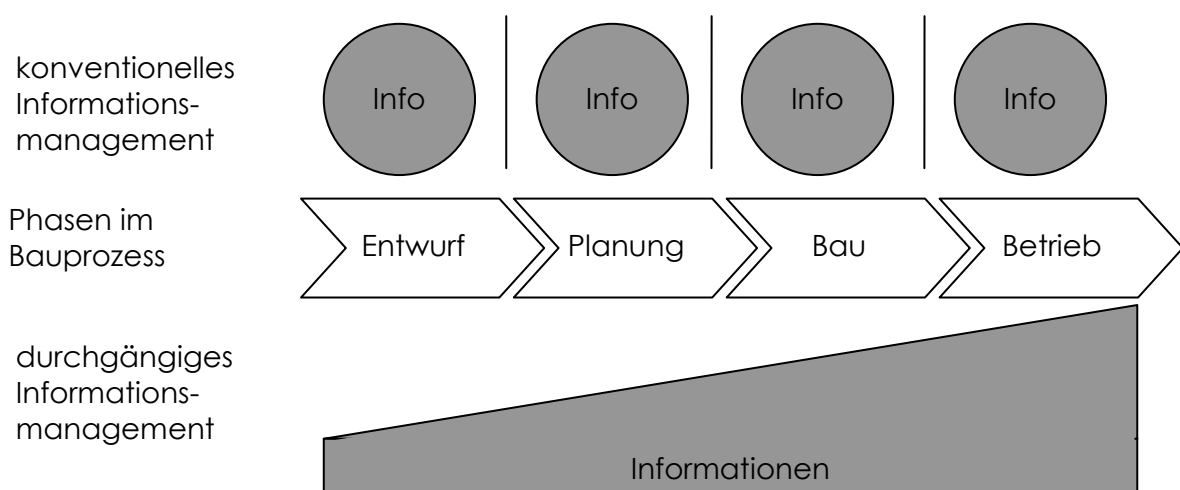 konventionelles
Informations-
management
Info
Info
Info
Info
Phasen im
Bauprozess
Entwurf
Planung
Bau
Betrieb
durchgängiges
Informations-
management
Informationen